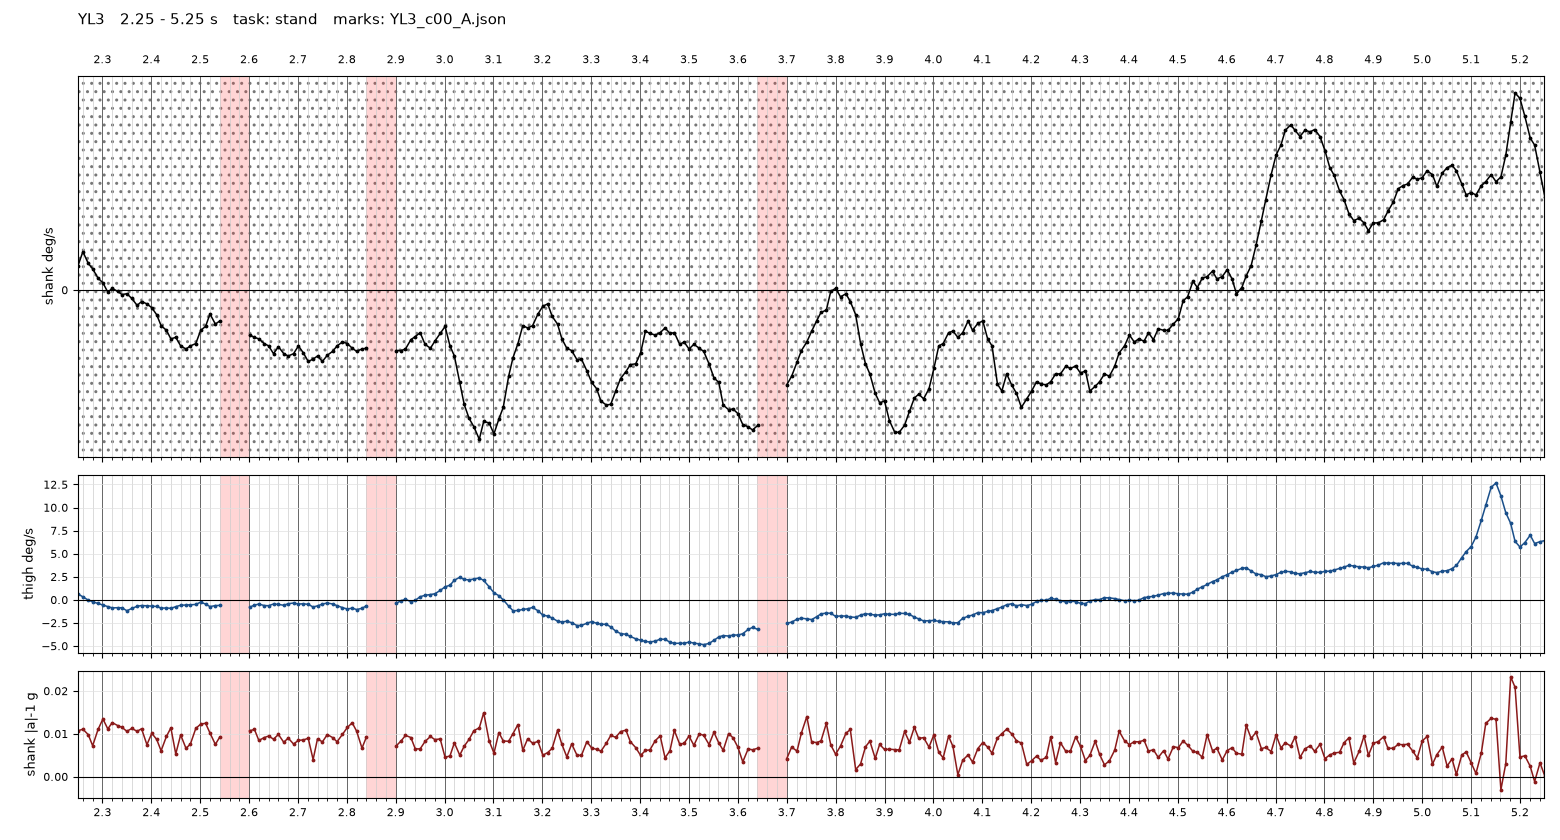 YL3   2.25 - 5.25 s   task: stand   marks: YL3_c00_A.json
2.3 2.4 2.5 2.6 2.7 2.8 2.9 3.0 3.1 3.2 3.3 3.4 3.5 3.6 3.7 3.8 3.9 4.0 4.1 4.2 4.3 4.4 4.5 4.6 4.7 4.8 4.9 5.0 5.1 5.2
shank deg/s
0
thigh deg/s
12.5
10.0
7.5
5.0
2.5
0.0
−2.5
−5.0
shank |a|-1 g
0.02
0.01
0.00
2.3 2.4 2.5 2.6 2.7 2.8 2.9 3.0 3.1 3.2 3.3 3.4 3.5 3.6 3.7 3.8 3.9 4.0 4.1 4.2 4.3 4.4 4.5 4.6 4.7 4.8 4.9 5.0 5.1 5.2